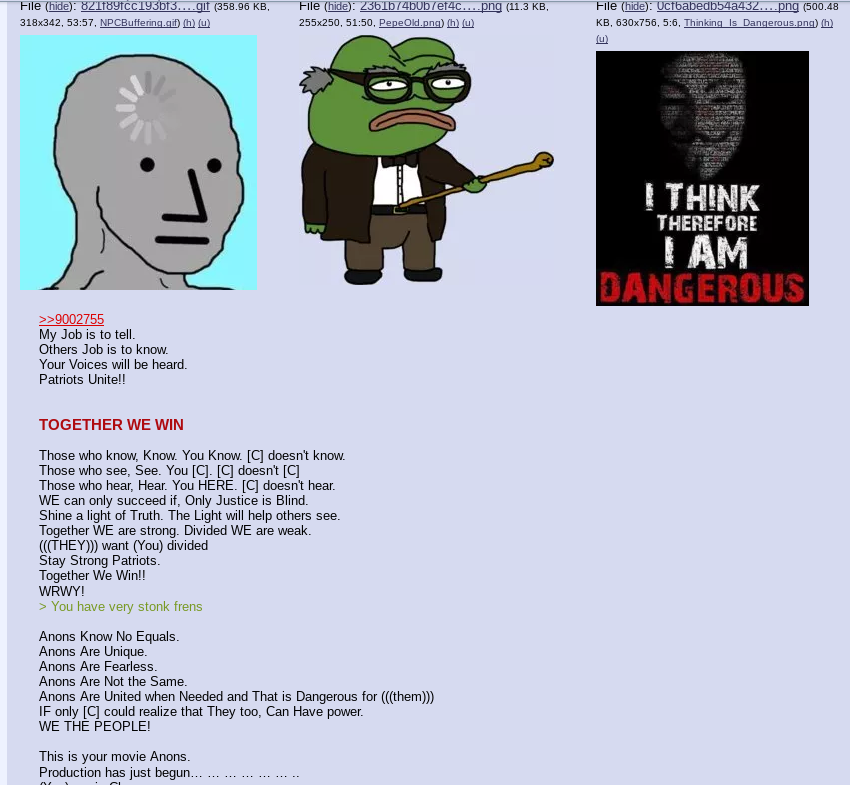 File (hide): 821f89fcc193bf3….gif (358.96 KB,
318x342, 53:57, NPCBuffering.gif) (h) (u)
File (hide): 2361b74b0b7ef4c….png (11.3 KB,
255x250, 51:50, PepeOld.png) (h) (u)
File (hide): 0cf6abedb54a432….png (500.48
KB, 630x756, 5:6, Thinking_Is_Dangerous.png) (h)
(u)
I THINK
THEREFORE
I AM
DANGEROUS
>>9002755
My Job is to tell.
Others Job is to know.
Your Voices will be heard.
Patriots Unite!!
TOGETHER WE WIN
Those who know, Know. You Know. [C] doesn't know.
Those who see, See. You [C]. [C] doesn't [C]
Those who hear, Hear. You HERE. [C] doesn't hear.
WE can only succeed if, Only Justice is Blind.
Shine a light of Truth. The Light will help others see.
Together WE are strong. Divided WE are weak.
(((THEY))) want (You) divided
Stay Strong Patriots.
Together We Win!!
WRWY!
> You have very stonk frens
Anons Know No Equals.
Anons Are Unique.
Anons Are Fearless.
Anons Are Not the Same.
Anons Are United when Needed and That is Dangerous for (((them)))
IF only [C] could realize that They too, Can Have power.
WE THE PEOPLE!
This is your movie Anons.
Production has just begun… … … … … … ..